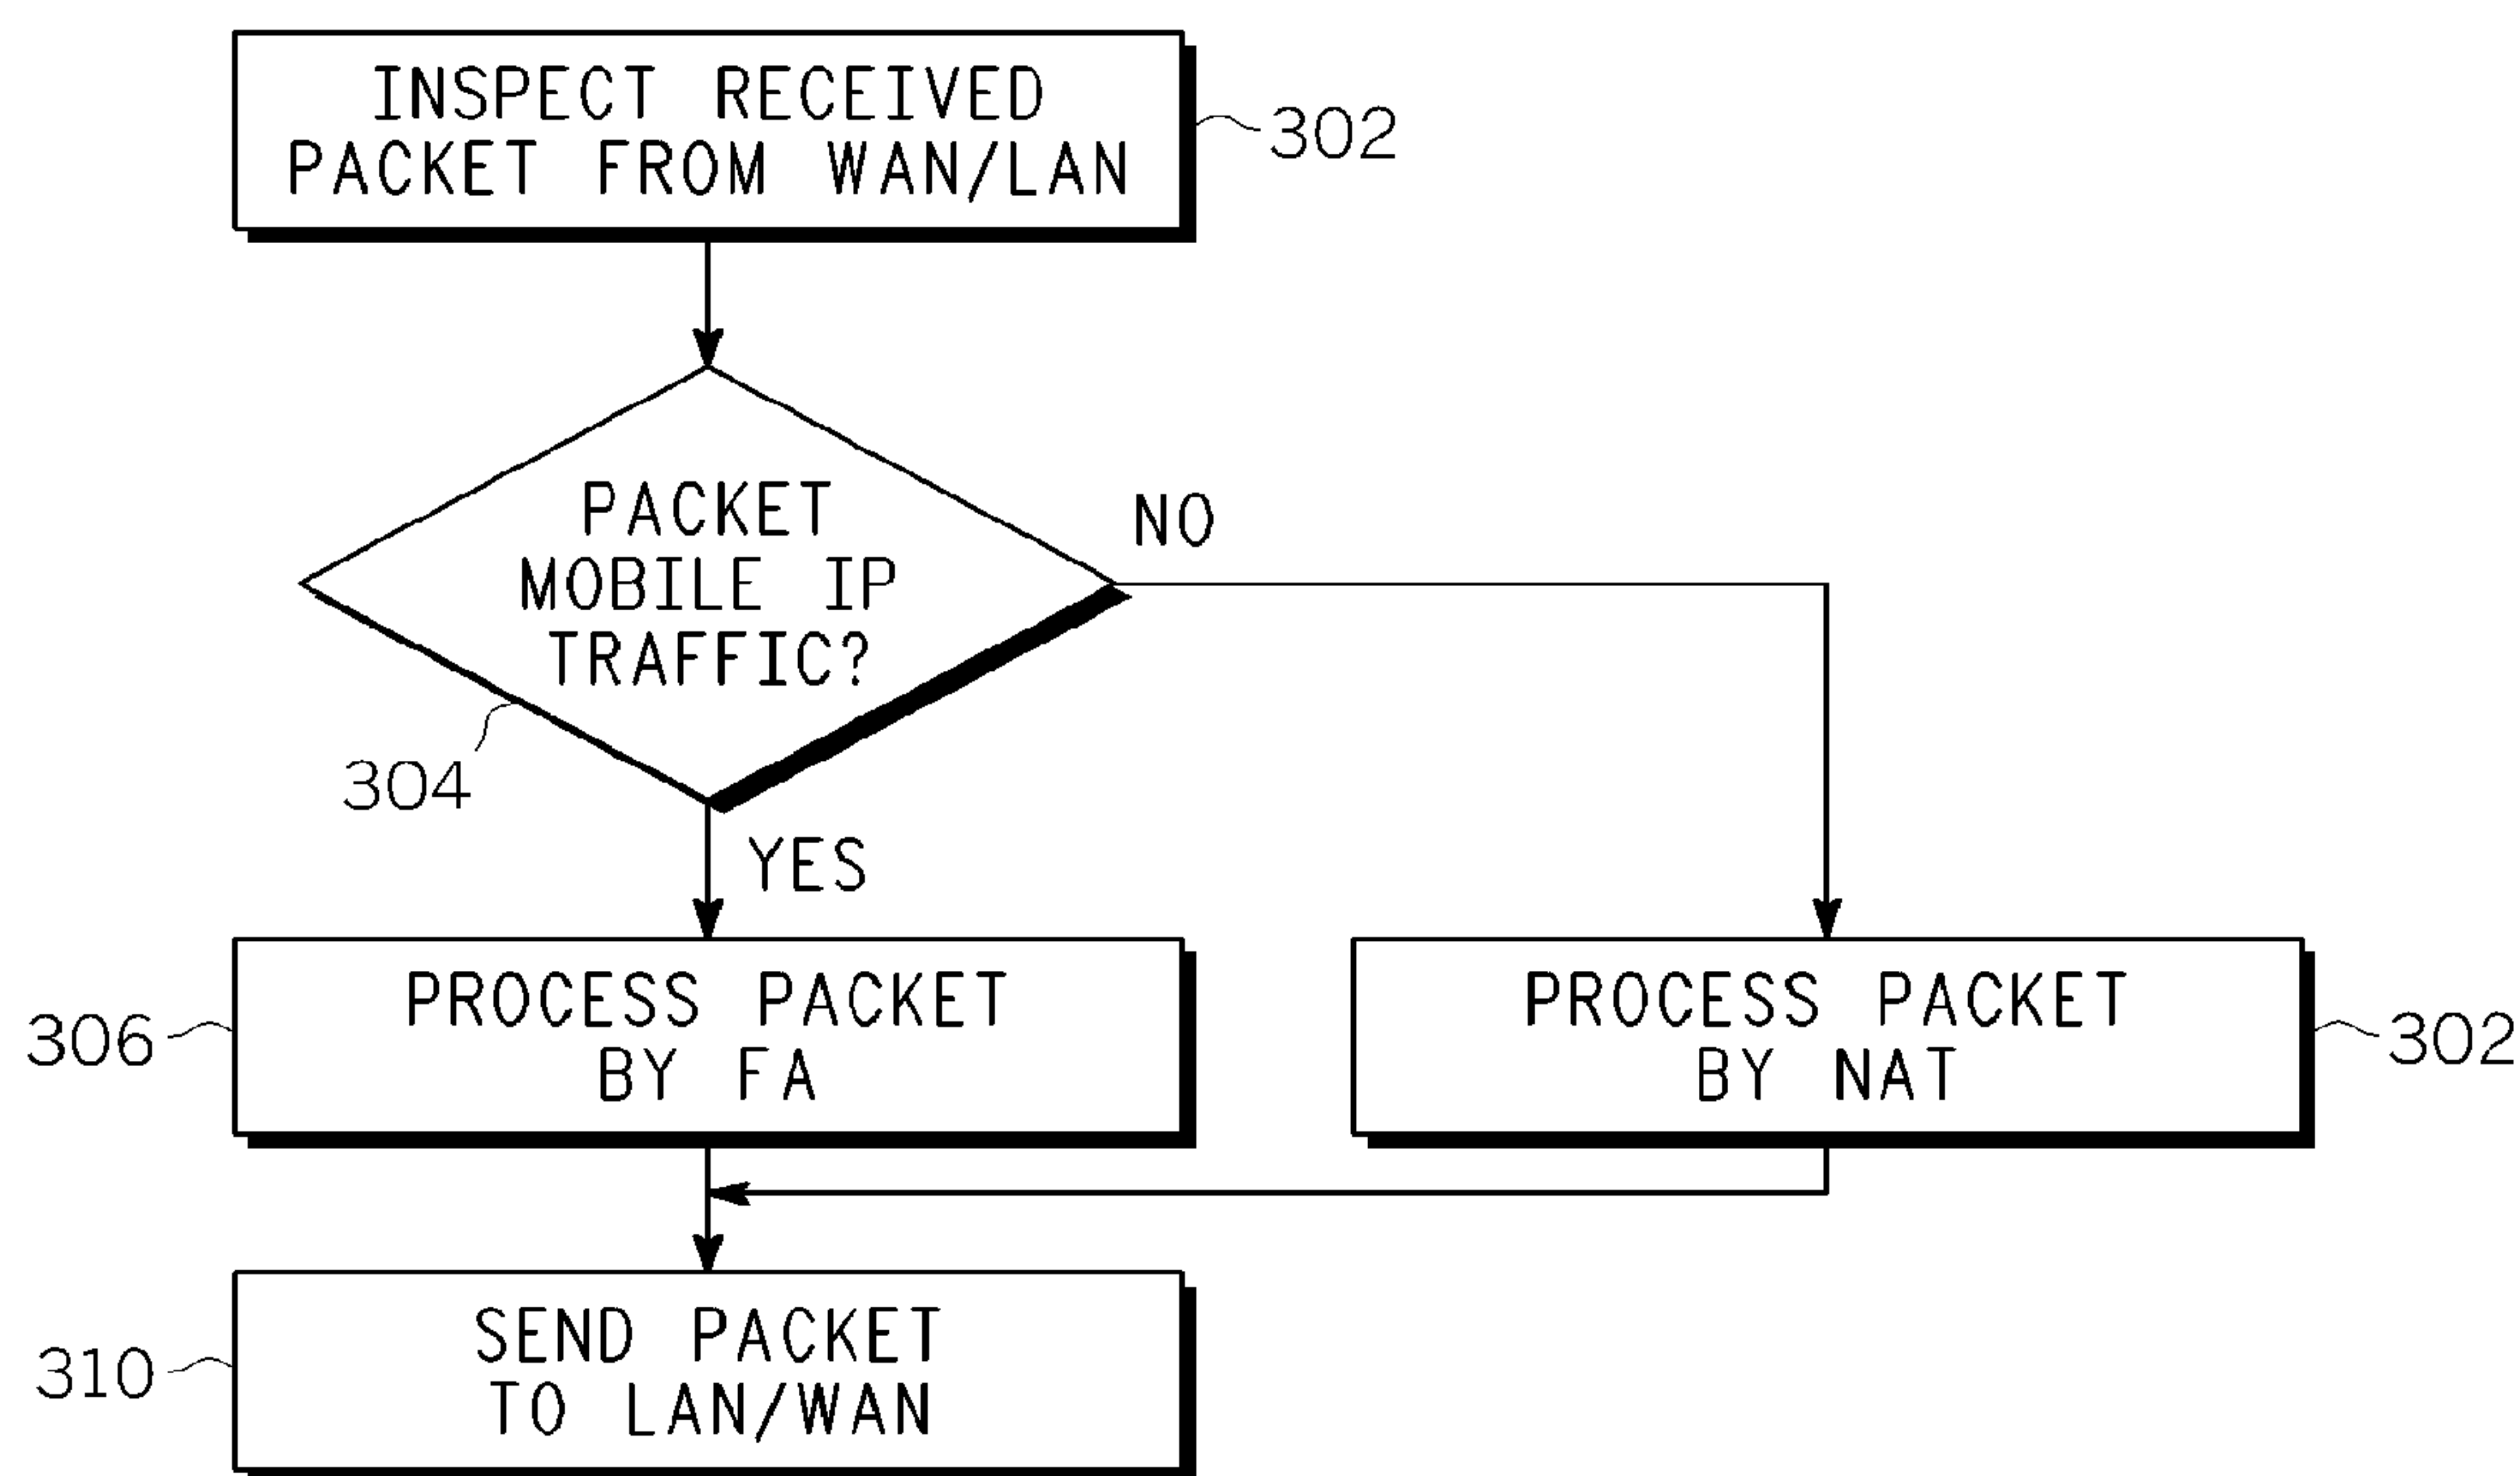 INSPECT RECEIVED
PACKET FROM WAN/LAN
302
PACKET
MOBILE IP
TRAFFIC?
NO
304
YES
306
PROCESS PACKET
BY FA
PROCESS PACKET
BY NAT
302
310
SEND PACKET
TO LAN/WAN